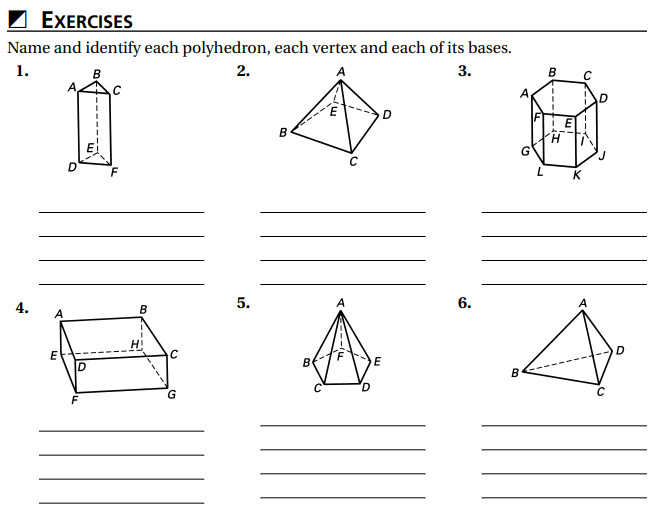 EXERCISES
Name and identify each polyhedron, each vertex and each of its bases.
1.
B
A
C
E
D
F
2.
A
E
D
B
C
3.
B
C
A
D
F
E
H
I
G
J
L
K
4.
A
B
H
E
C
D
F
G
5.
A
F
B
E
C
D
6.
A
D
B
C